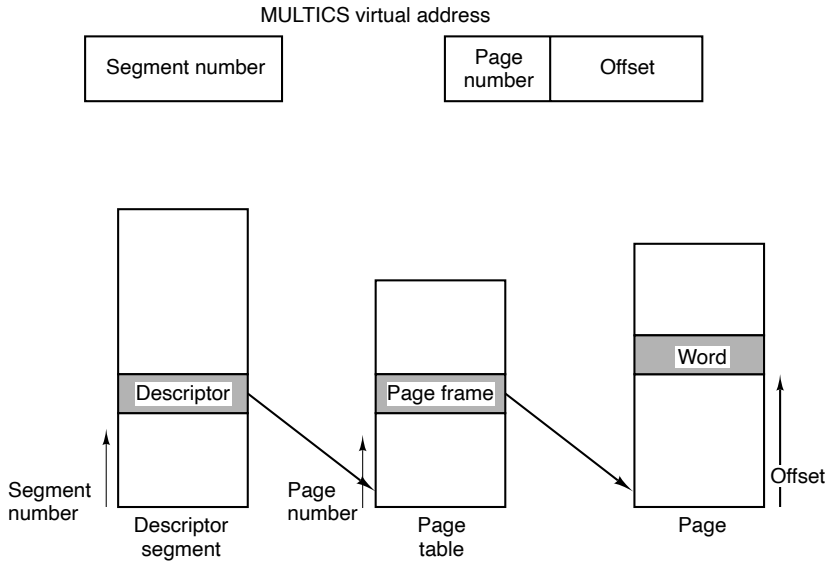 MULTICS virtual address
Segment number
Page
number
Offset
Descriptor
Page frame
Word
Segment
number
Page
number
Offset
Descriptor
segment
Page
table
Page